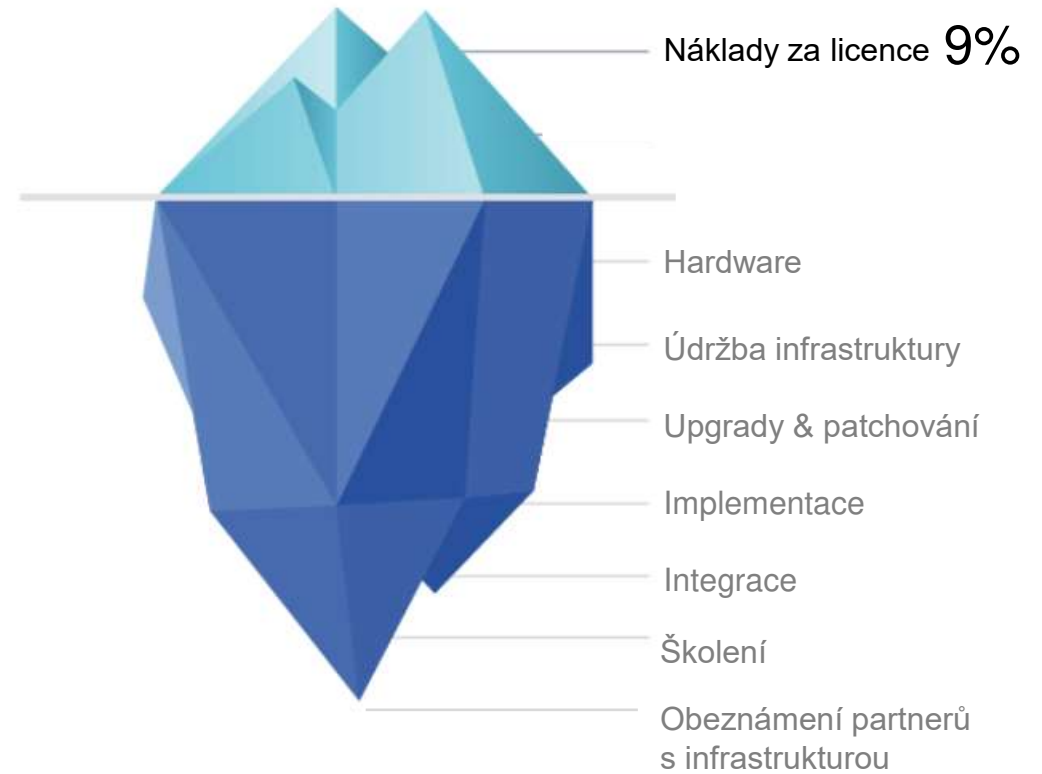 Náklady za licence 9%
Hardware
Údržba infrastruktury
Upgrady & patchování
Implementace
Integrace
Školení
Obeznámení partnerů
s infrastrukturou